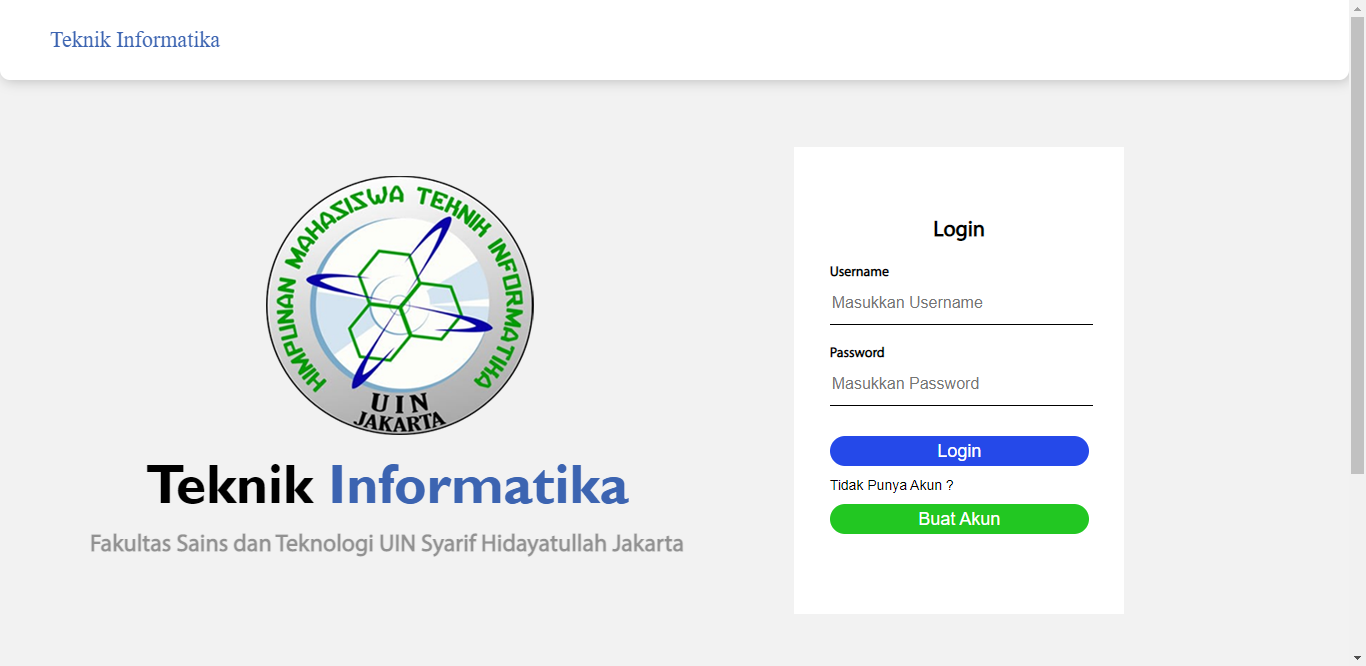 Teknik Informatika
HIMPUNAN MAHASISWA TEKNIK INFORMATIKA
UIN
JAKARTA
Teknik Informatika
Fakultas Sains dan Teknologi UIN Syarif Hidayatullah Jakarta
Login
Username
Masukkan Username
Password
Masukkan Password
Login
Tidak Punya Akun ?
Buat Akun